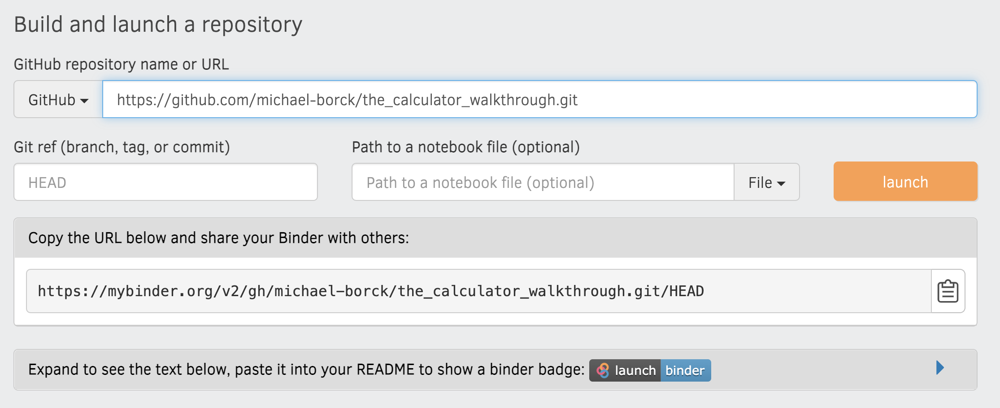 Build and launch a repository
GitHub repository name or URL
GitHub
https://github.com/michael-borck/the_calculator_walkthrough.git
Git ref (branch, tag, or commit)
Path to a notebook file (optional)
HEAD
Path to a notebook file (optional)
File
launch
Copy the URL below and share your Binder with others:
https://mybinder.org/v2/gh/michael-borck/the_calculator_walkthrough.git/HEAD
Expand to see the text below, paste it into your README to show a binder badge: launch binder